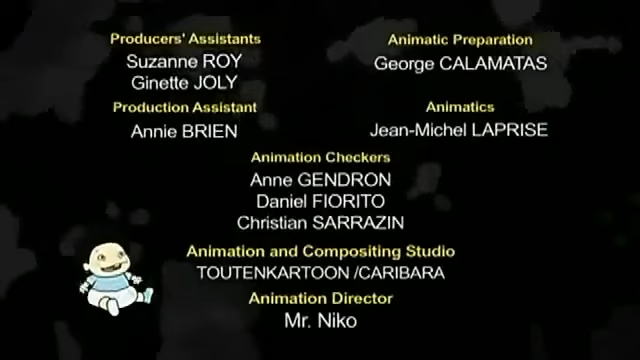 Producers' Assistants
Suzanne ROY
Ginette JOLY
Production Assistant
Annie BRIEN
Animatic Preparation
George CALAMATAS
Animatics
Jean-Michel LAPRISE
Animation Checkers
Anne GENDRON
Daniel FIORITO
Christian SARRAZIN
Animation and Compositing Studio
TOUTENKARTOON /CARIBARA
Animation Director
Mr. Niko